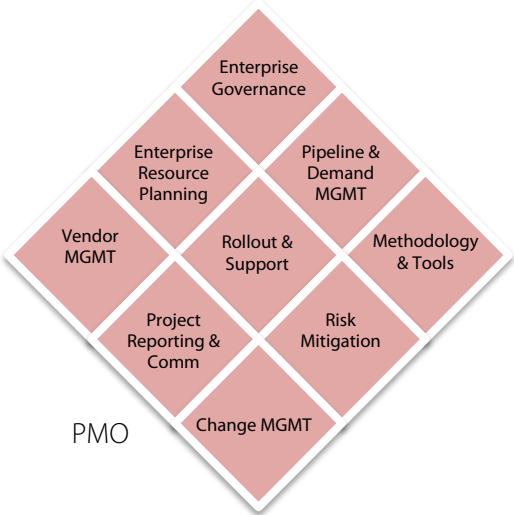 Enterprise
Governance
Enterprise
Resource
Planning
Pipeline &
Demand
MGMT
Vendor
MGMT
Rollout &
Support
Methodology
& Tools
Project
Reporting &
Comm
Risk
Mitigation
Change MGMT
PMO